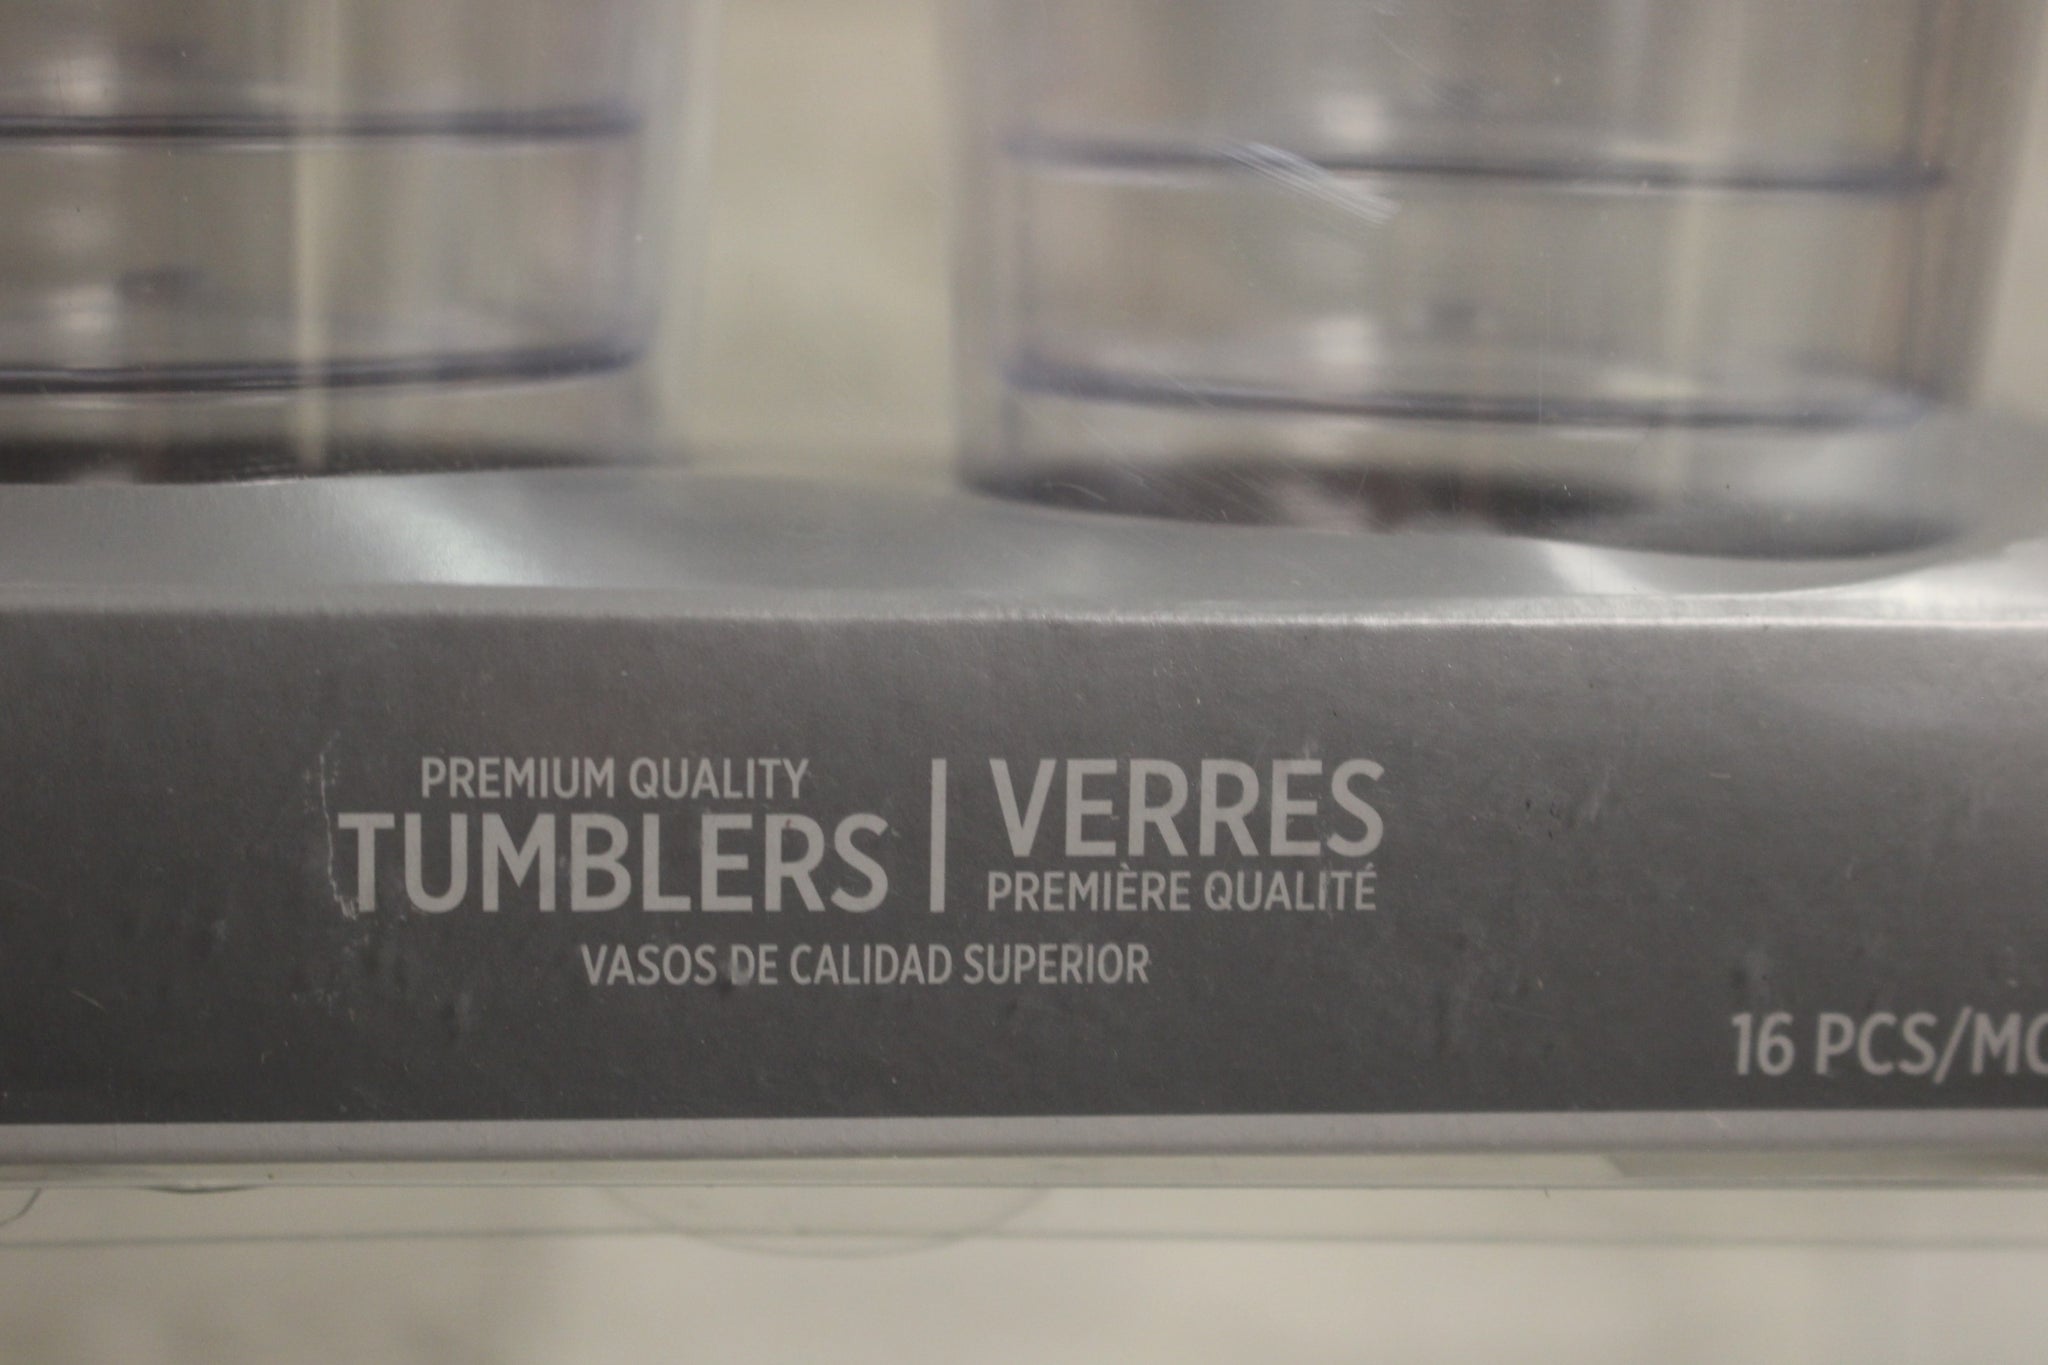 PREMIUM QUALITY
TUMBLERS
VERRES
PREMIÈRE QUALITÉ
VASOS DE CALIDAD SUPERIOR
16 PCS/